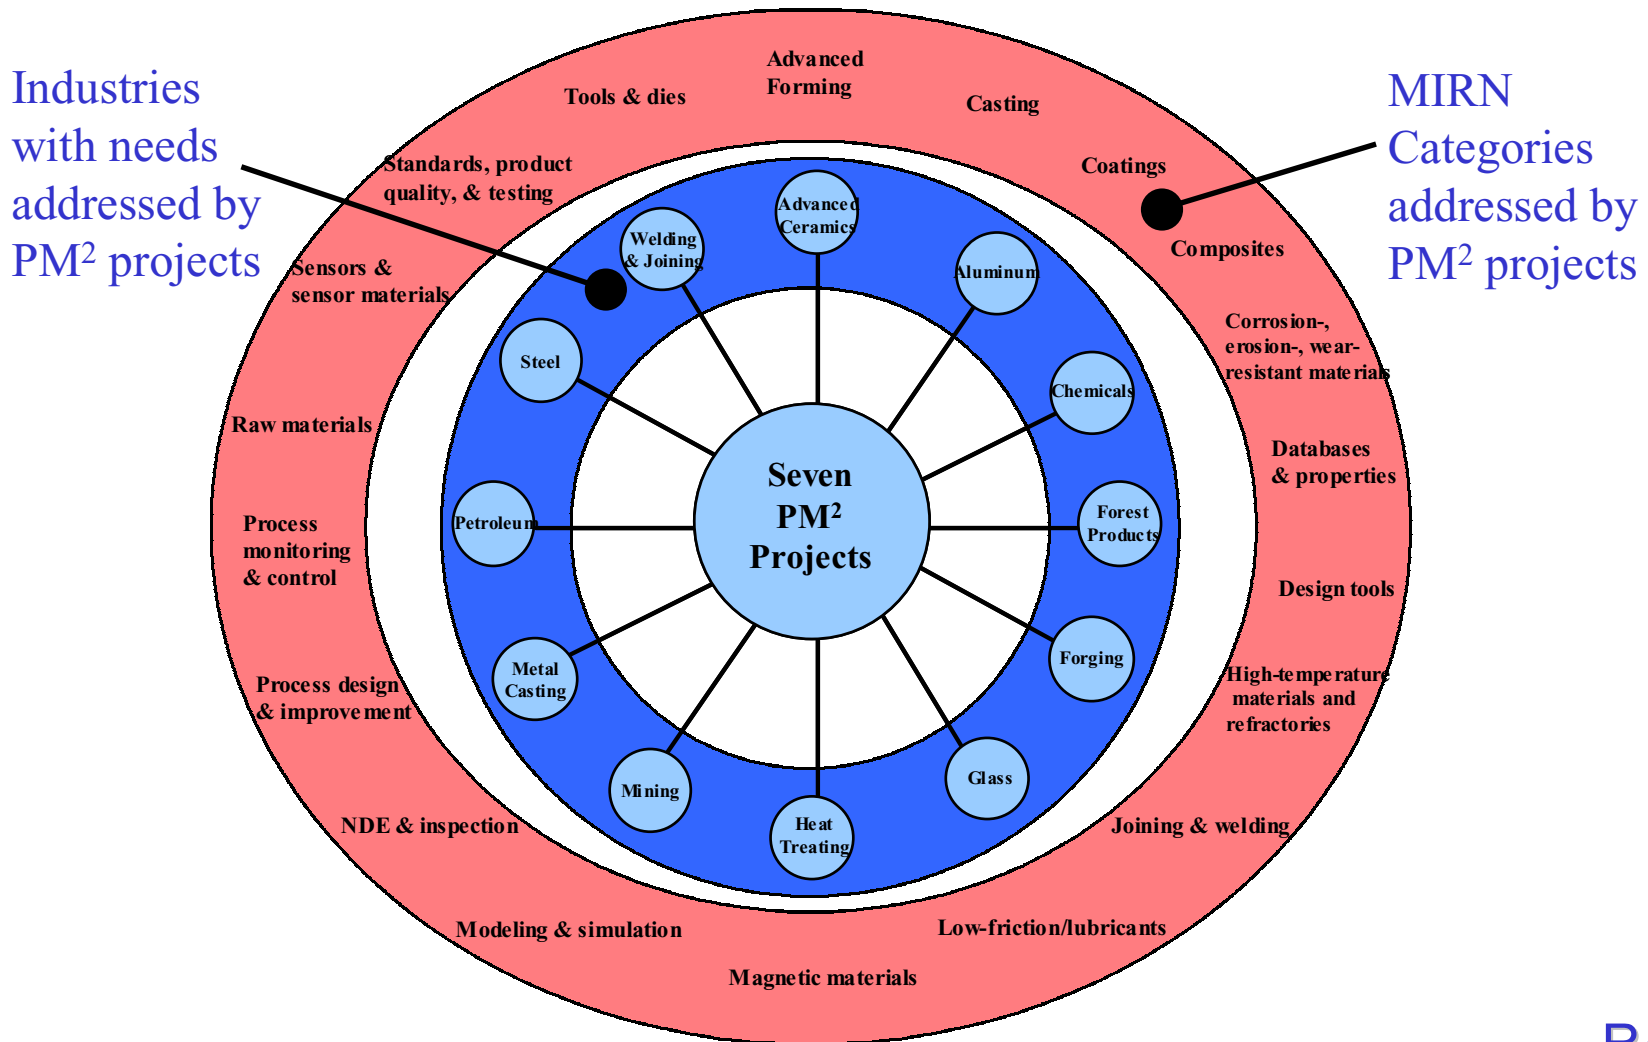 Industries
with needs
addressed by
PM² projects
MIRN
Categories
addressed by
PM² projects
Advanced
Forming
Casting
Coatings
Composites
Corrosion-,
erosion-, wear-
resistant materials
Databases
& properties
Design tools
High-temperature
materials and
refractories
Joining & welding
Low-friction/lubricants
Magnetic materials
Modeling & simulation
NDE & inspection
Process design
& improvement
Process
monitoring
& control
Raw materials
Sensors &
sensor materials
Standards, product
quality, & testing
Tools & dies
Advanced
Ceramics
Aluminum
Chemicals
Forest
Products
Forging
Glass
Heat
Treating
Mining
Metal
Casting
Petroleum
Steel
Welding
& Joining
Seven
PM²
Projects